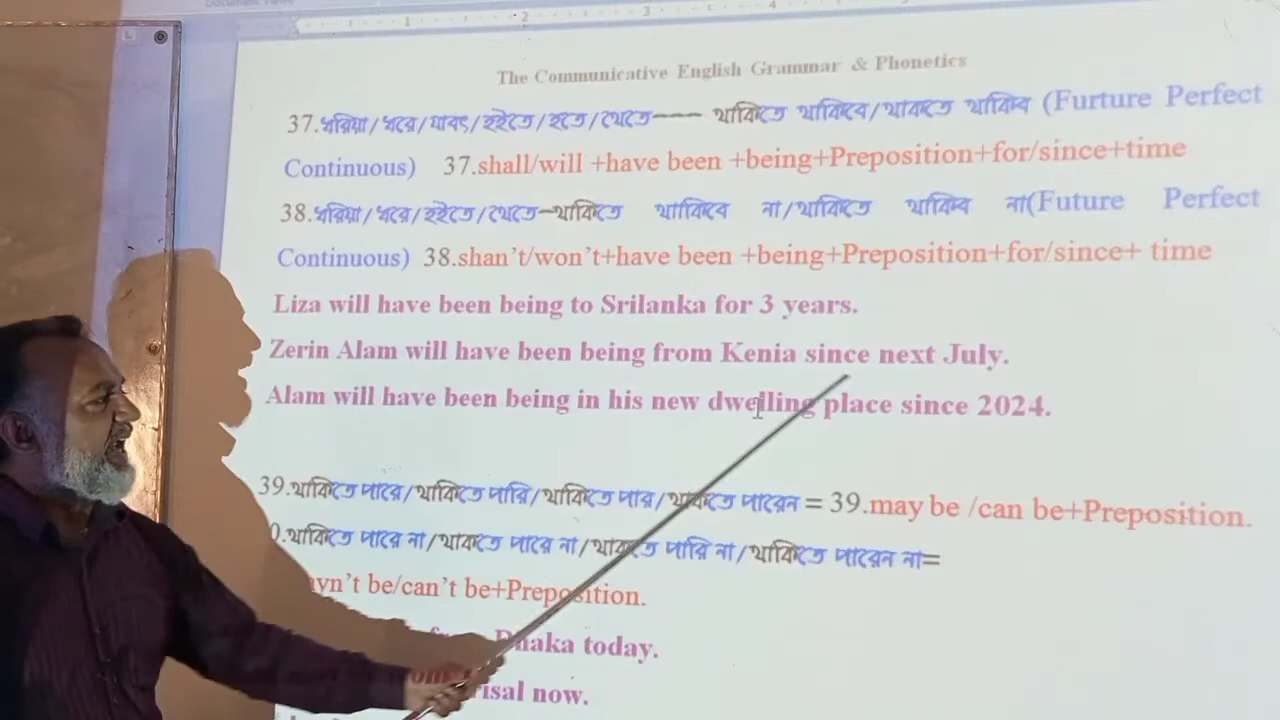 The Communicative English Grammar & Phonetics
37.ধরিয়া/ধরে/যাবৎ/হইতে/হতে/থেতে---- থাকিতে থাকিবে/থাকতে থাকিব (Furture Perfect
Continuous) 37.shall/will +have been +being+Preposition+for/since+time
38.ধরিয়া/ধরে/হইতে/থেতে–থাকিতে থাকিবে না/থাকিতে থাকিব না(Future Perfect
Continuous) 38.shan't/won't+have been +being+Preposition+for/since+ time
Liza will have been being to Srilanka for 3 years.
Zerin Alam will have been being from Kenia since next July.
Alam will have been being in his new dwelling place since 2024.
39.থাকিতে পারে/থাকিতে পারি/থাকিতে পার/থাকিতে পারেন = 39.may be /can be+Preposition.
0.থাকিতে পারে না/থাকতে পারে না/থাকতে পারি না/থাকিতে পারেন না=
yn't be/can't be+Preposition.
Dhaka today.
risal now.